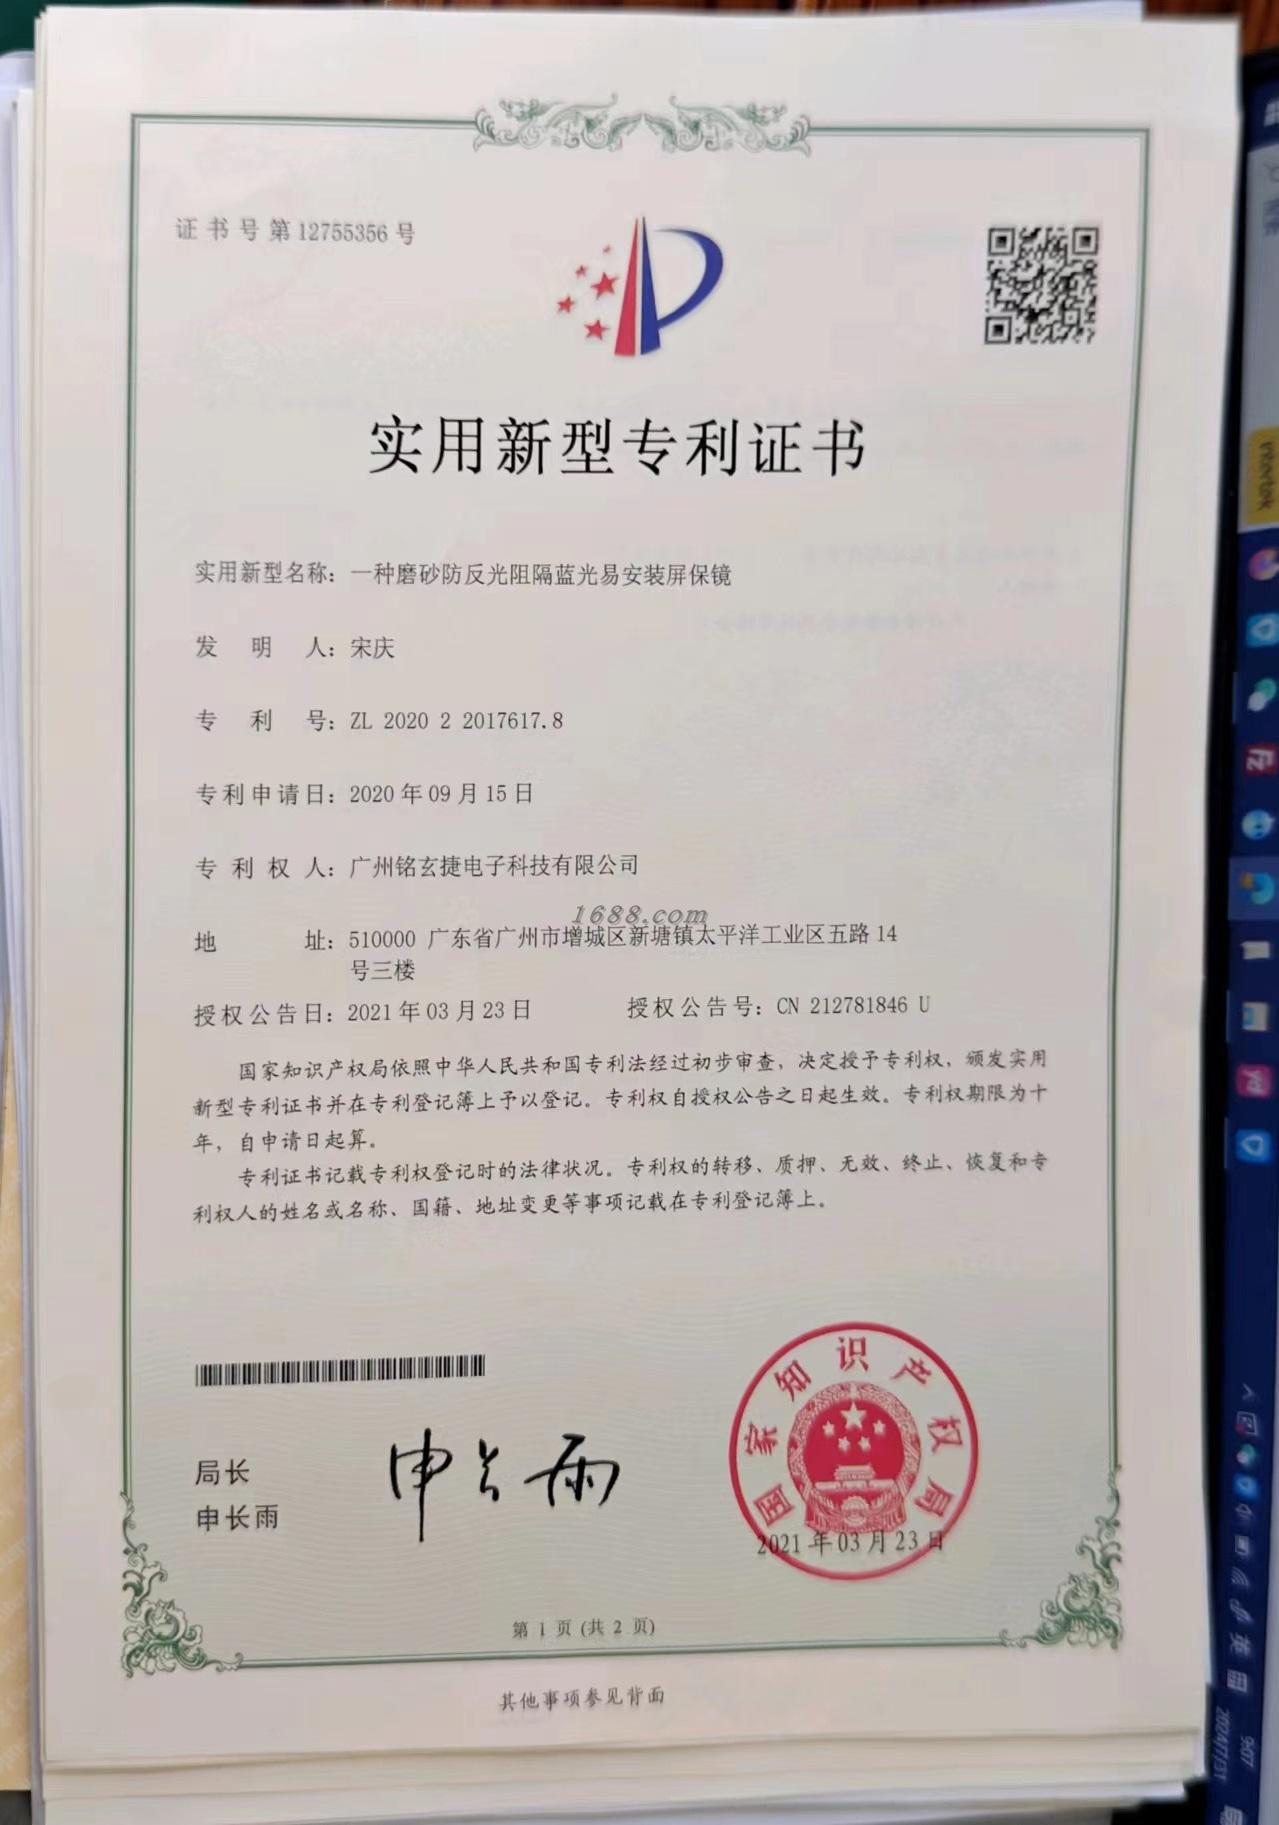 证书号第12755356号
实用新型专利证书
实用新型名称：一种磨砂防反光阻隔蓝光易安装屏保镜
发明人：宋庆
专利号：ZL 2020 2 2017617.8
专利申请日：2020年09月15日
专利权人：广州铭玄捷电子科技有限公司
1688.com
地址：510000 广东省广州市增城区新塘镇太平洋工业区五路14
号三楼
授权公告日：2021年03月23日 授权公告号：CN 212781846 U
国家知识产权局依照中华人民共和国专利法经过初步审查，决定授予专利权，颁发实用
新型专利证书并在专利登记簿上予以登记。专利权自授权公告之日起生效。专利权期限为十
年，自申请日起算。
专利证书记载专利权登记时的法律状况。专利权的转移、质押、无效、终止、恢复和专
利权人的姓名或名称、国籍、地址变更等事项记载在专利登记簿上。
局长
申长雨
申长雨
国家知识产权局
2021年03月23日
第 1 页 (共 2 页)
其他事项参见背面
intertek
英
9:07
2024/7/31